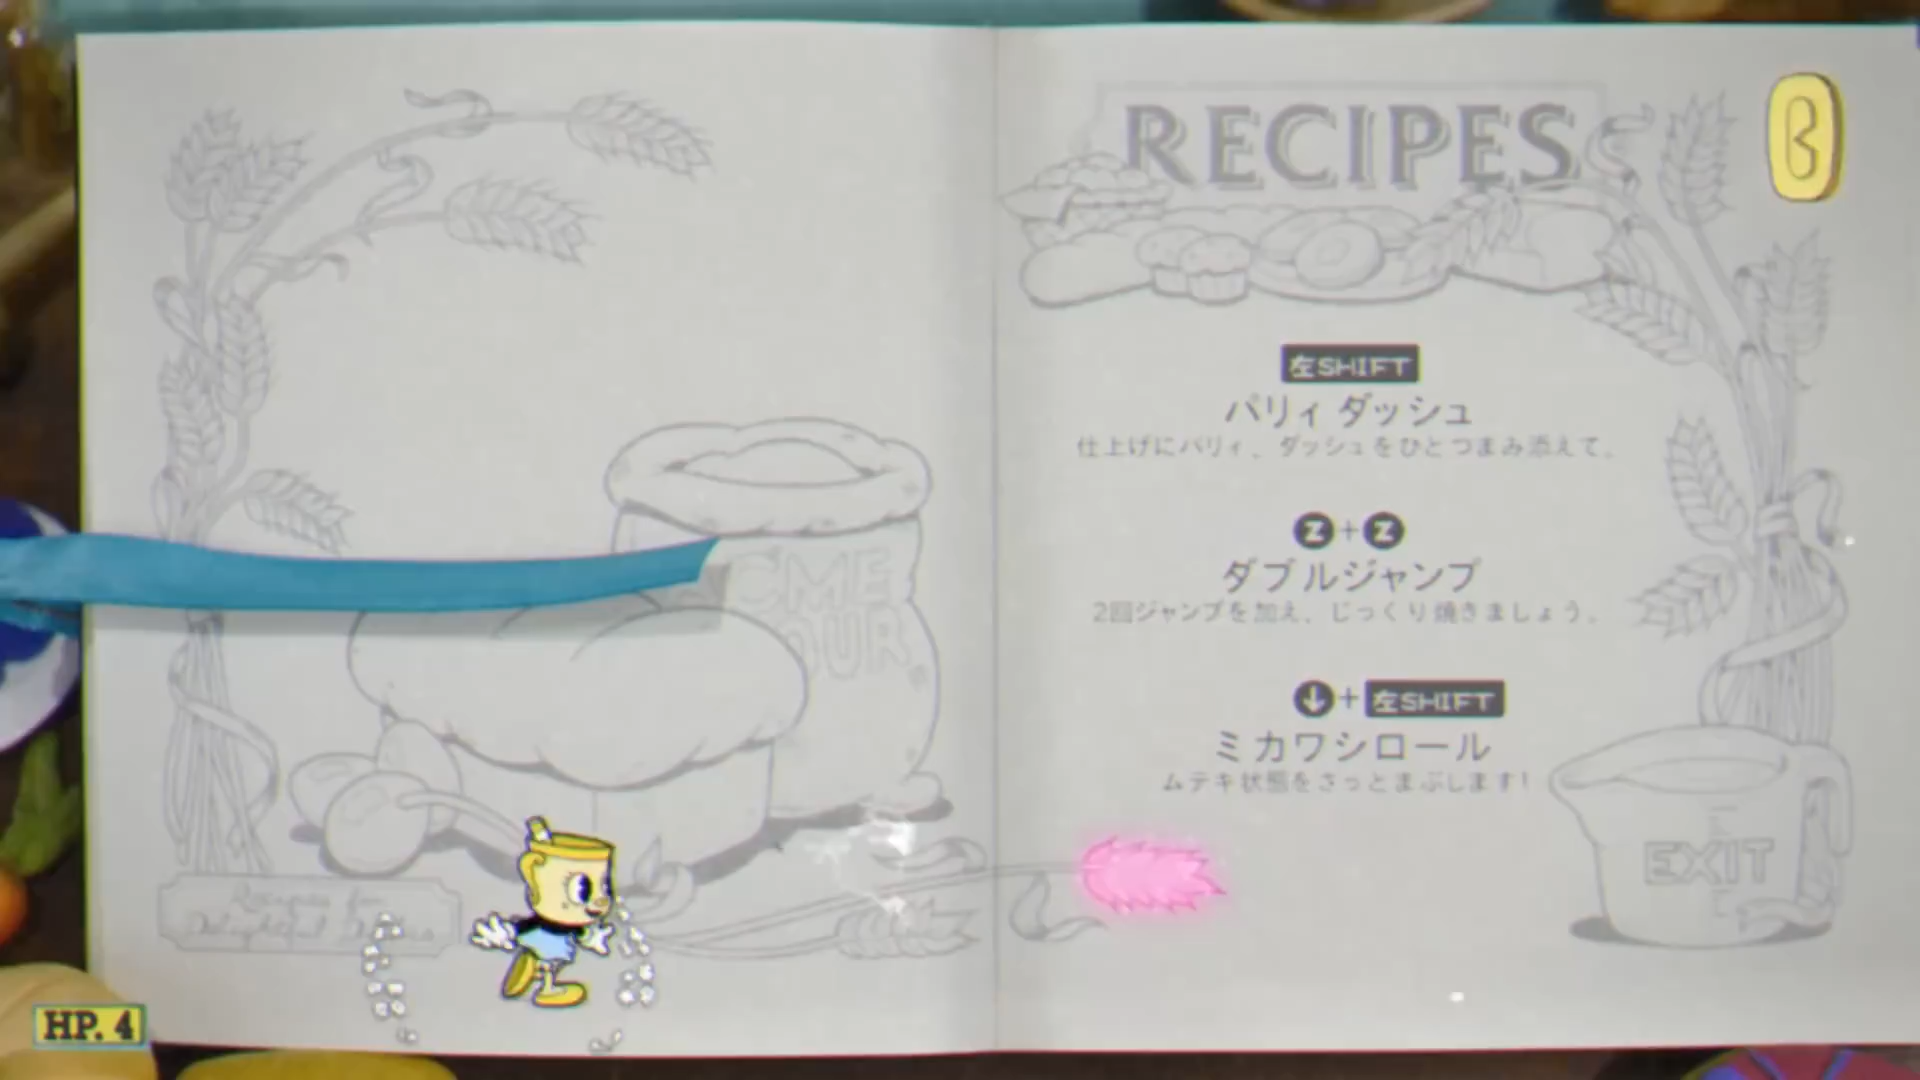 RECIPES
左SHIFT
パリィ ダッシュ
仕上げにパリィ、ダッシュをひとつまみ添えて。
Z+Z
ダブルジャンプ
2回ジャンプを加え、じっくり焼きましょう。
↓+左SHIFT
ミカワシロール
ムテキ状態をさっとまぶします!
EXIT
HP. 4